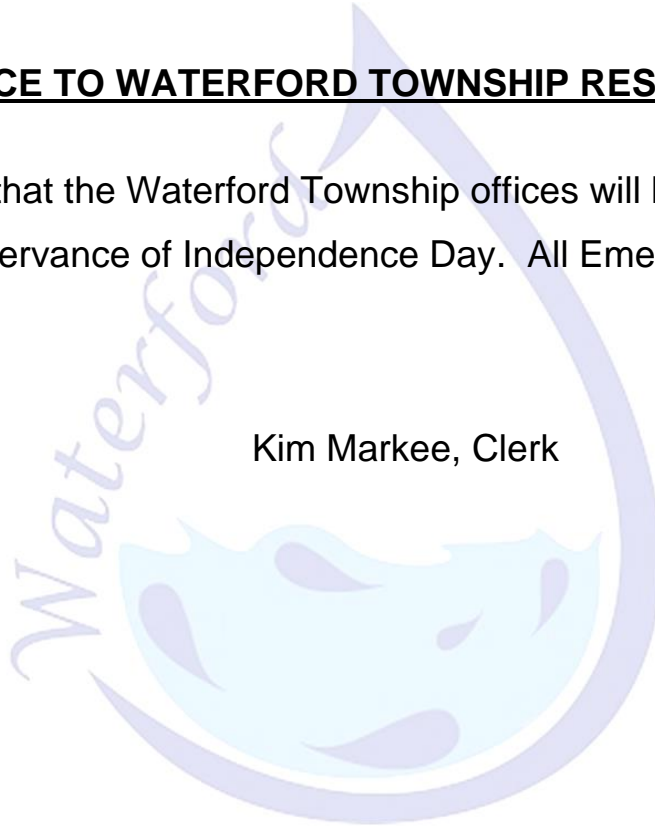 CE TO WATERFORD TOWNSHIP RES
that the Waterford Township offices will
ervance of Independence Day.  All Eme
Kim Markee, Clerk
Waterford